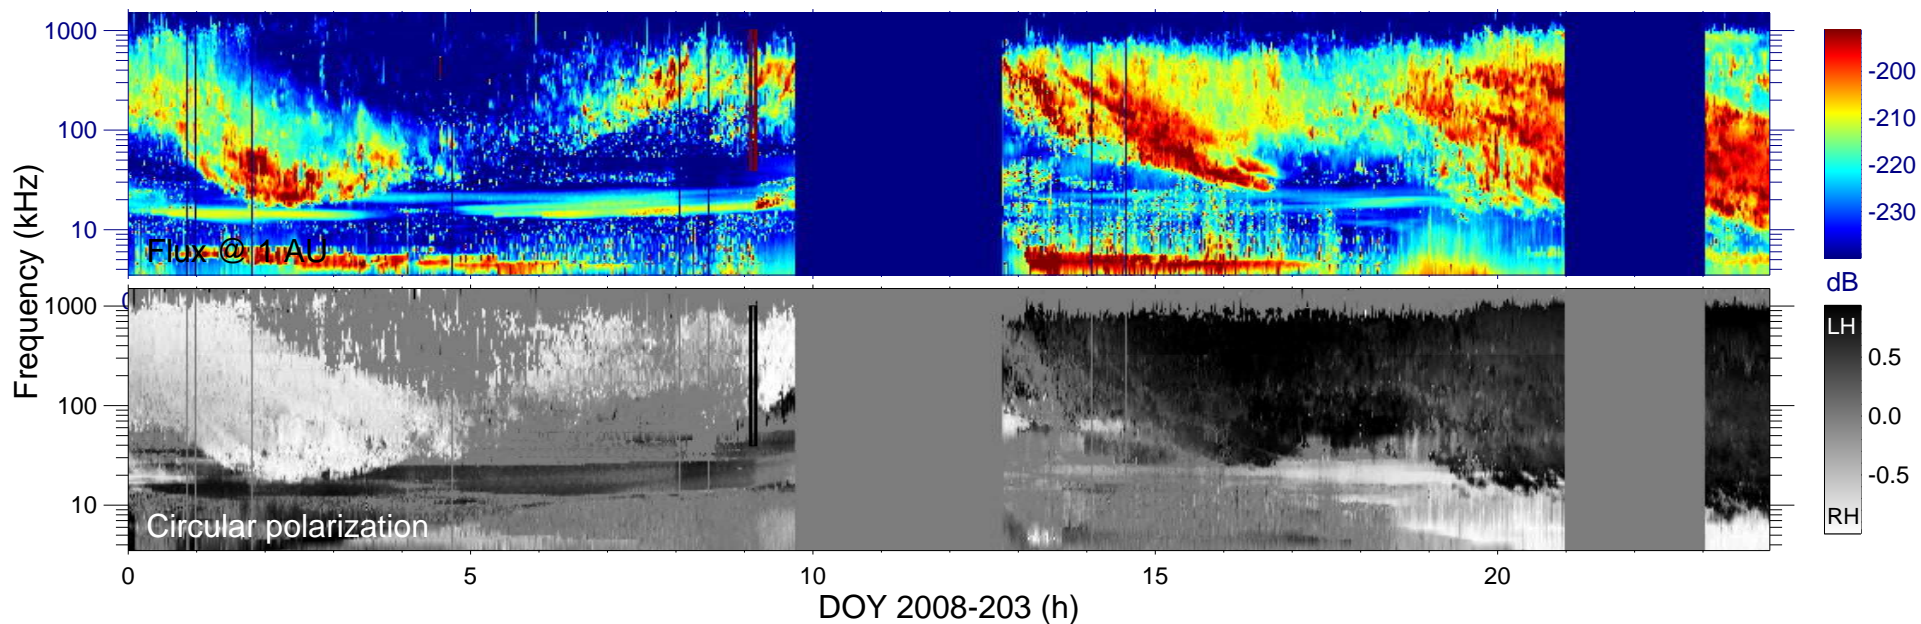 1000
100
10
Flux @ 1 AU
-200
-210
-220
-230
dB
0
1000
100
10
Circular polarization
LH
0.5
0.0
-0.5
RH
Frequency (kHz)
0 5 10 15 20
DOY 2008-203 (h)